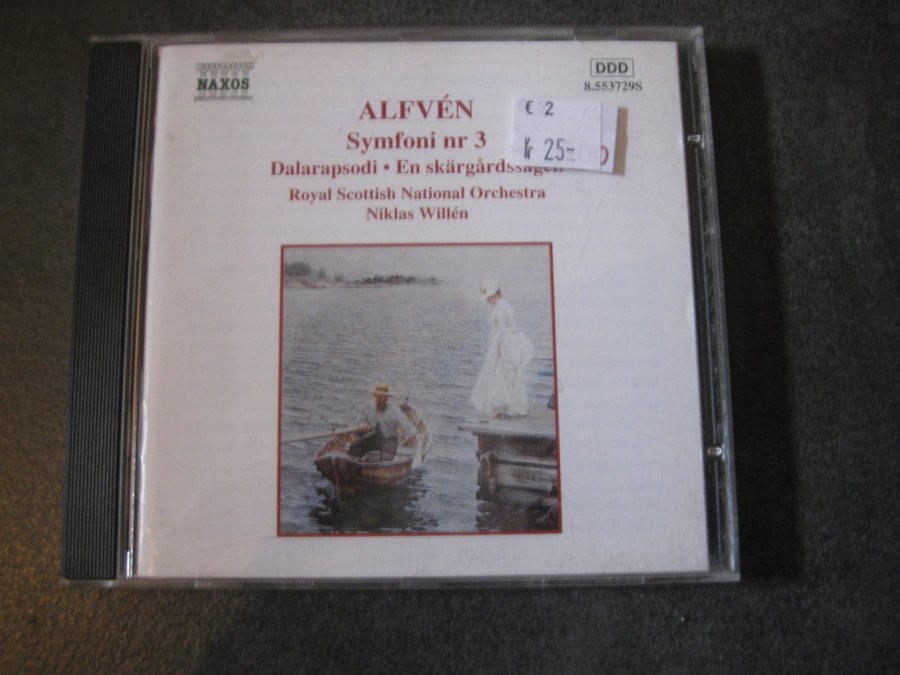 NAXOS
DDD
8.553729S
ALFVÉN
€ 2
Symfoni nr 3
kr 25-
Dalarapsodi • En skärgårdssägen
Royal Scottish National Orchestra
Niklas Willén